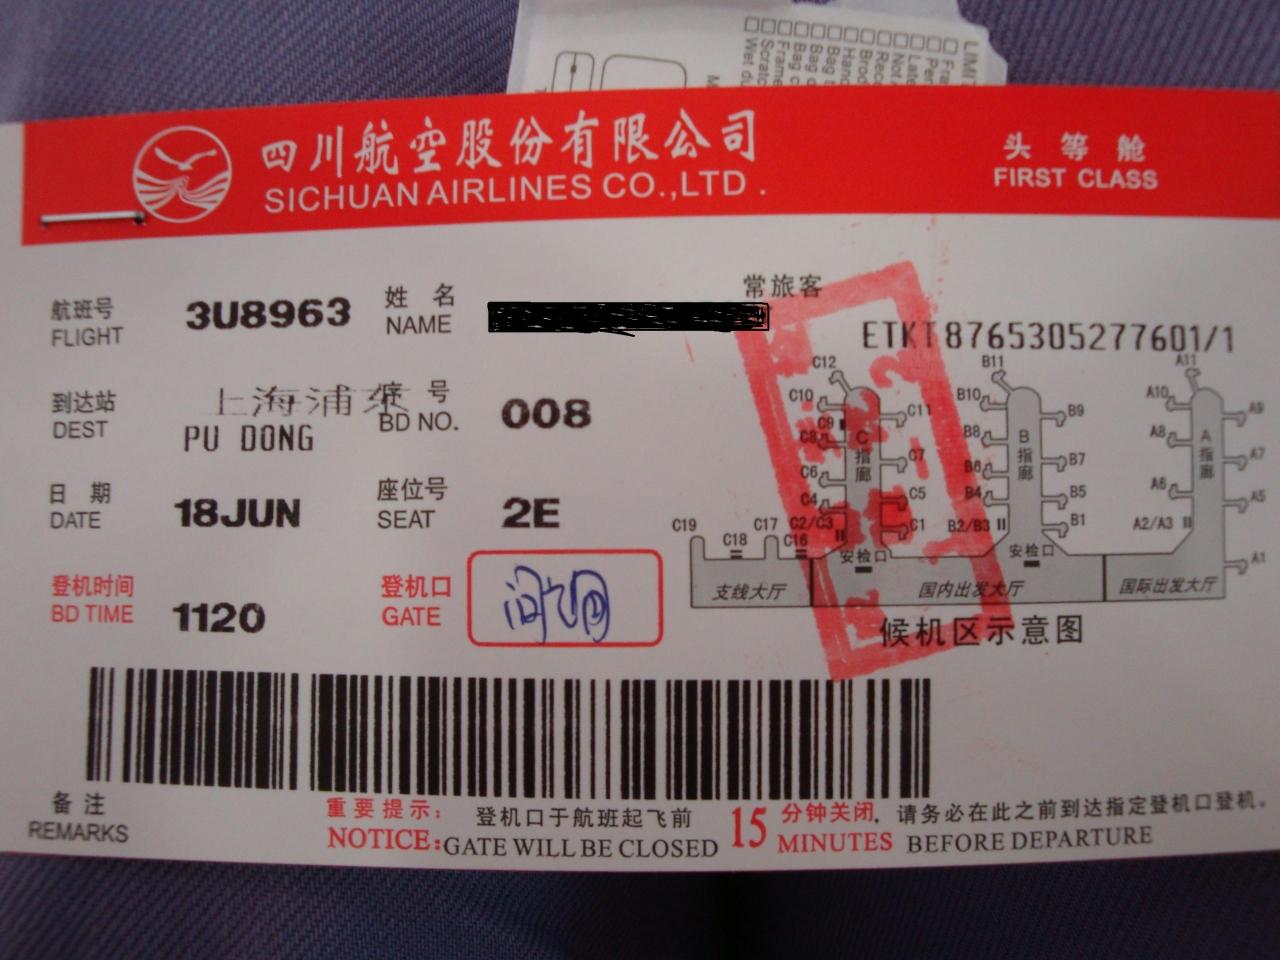 四川航空股份有限公司
SICHUAN AIRLINES CO.,LTD .
头等舱
FIRST CLASS
航班号
FLIGHT
3U8963
姓 名
NAME
常旅客
ETKT8765305277601/1
到达站
DEST
上海浦东
PU DONG
序 号
BD NO.
008
日 期
DATE
18JUN
座位号
SEAT
2E
登机时间
BD TIME
1120
登机口
GATE
C12
C10
C9
C8
C6
C4
C2/C3
C11
C7
C5
C1
C 指廊
B11
B10
B8
B6
B4
B2/B3
B9
B7
B5
B1
B 指廊
A11
A10
A8
A6
A2/A3
A9
A7
A5
A1
A 指廊
C19
C18
C17
C16
安检口
安检口
支线大厅
国内出发大厅
国际出发大厅
候机区示意图
备 注
REMARKS
重要提示: 登机口于航班起飞前 15 分钟关闭, 请务必在此之前到达指定登机口登机。
NOTICE: GATE WILL BE CLOSED 15 MINUTES BEFORE DEPARTURE